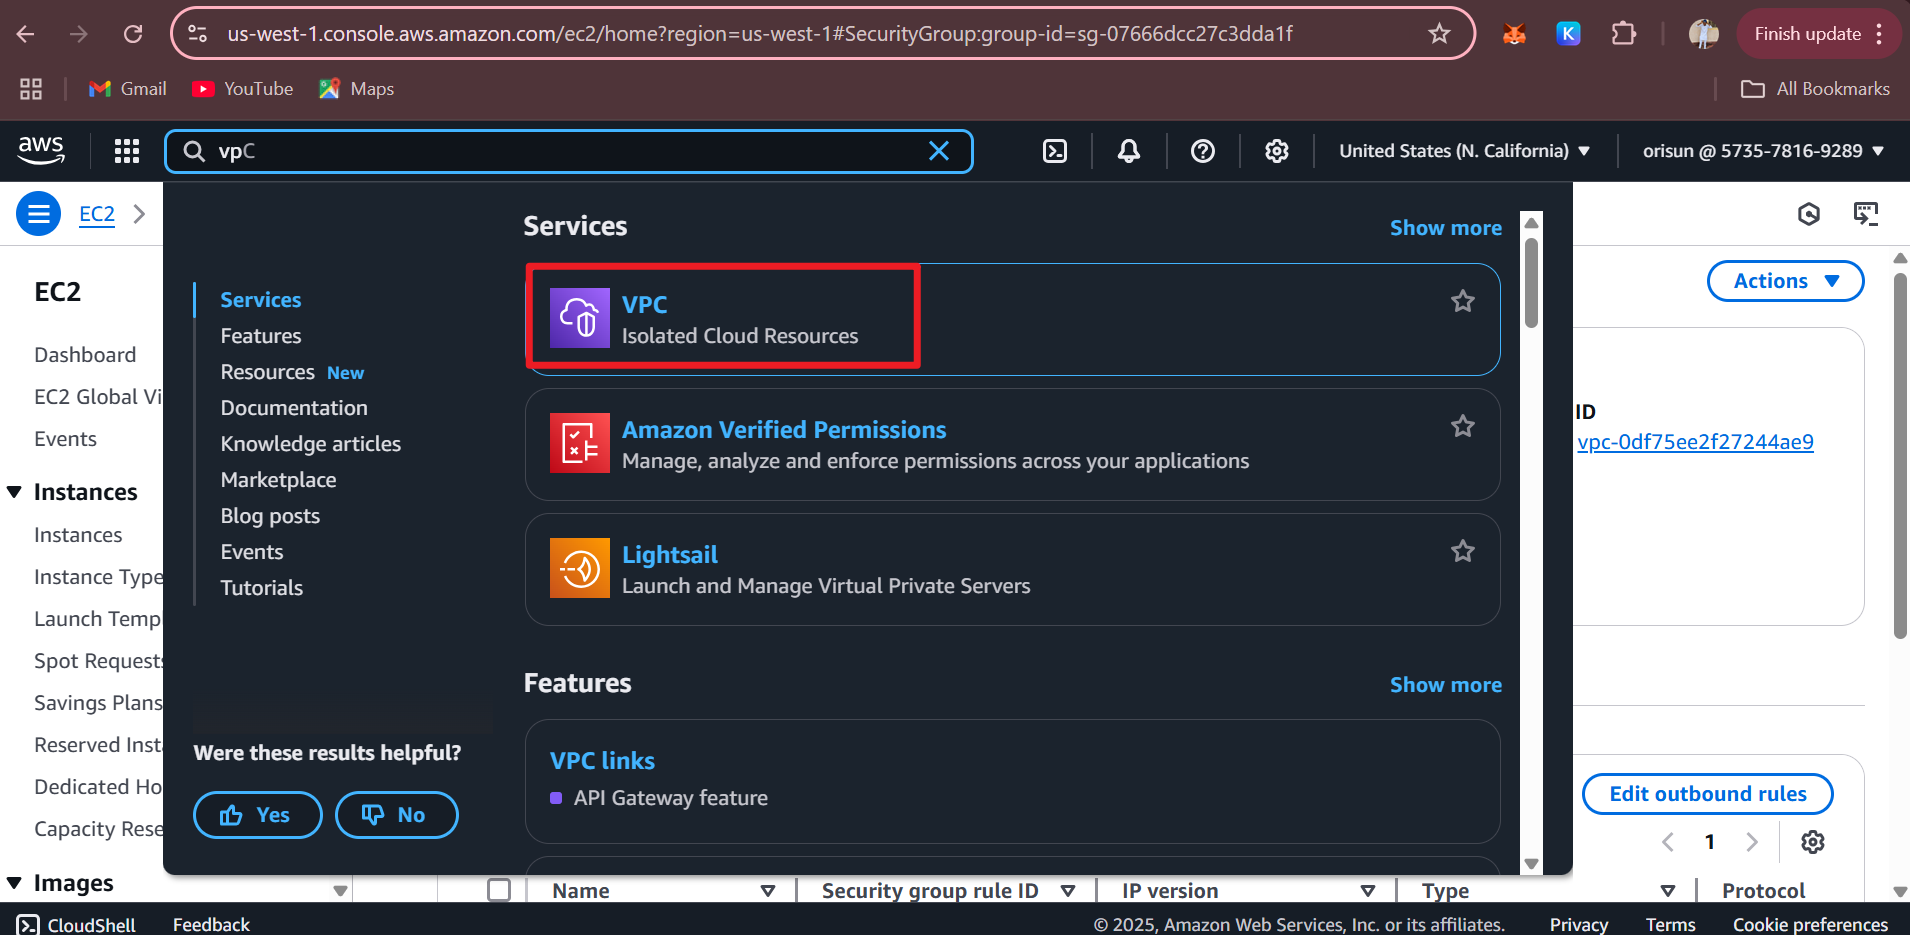 us-west-1.console.aws.amazon.com/ec2/home?region=us-west-1#SecurityGroup:group-id=sg-07666dcc27c3dda1f
K
Finish update
Gmail
YouTube
Maps
All Bookmarks
aws
vpC
United States (N. California)
orisun @ 5735-7816-9289
EC2
Services
Show more
EC2
Dashboard
EC2 Global Vi
Events
Instances
Instances
Instance Type
Launch Temp
Spot Requests
Savings Plans
Reserved Inst
Dedicated Ho
Capacity Rese
Images
Services
Features
Resources New
Documentation
Knowledge articles
Marketplace
Blog posts
Events
Tutorials
Were these results helpful?
Yes
No
VPC
Isolated Cloud Resources
Amazon Verified Permissions
Manage, analyze and enforce permissions across your applications
Lightsail
Launch and Manage Virtual Private Servers
Features
Show more
VPC links
API Gateway feature
Actions
ID
vpc-0df75ee2f27244ae9
Edit outbound rules
1
Name
Security group rule ID
IP version
Type
Protocol
CloudShell
Feedback
© 2025, Amazon Web Services, Inc. or its affiliates.
Privacy
Terms
Cookie preferences